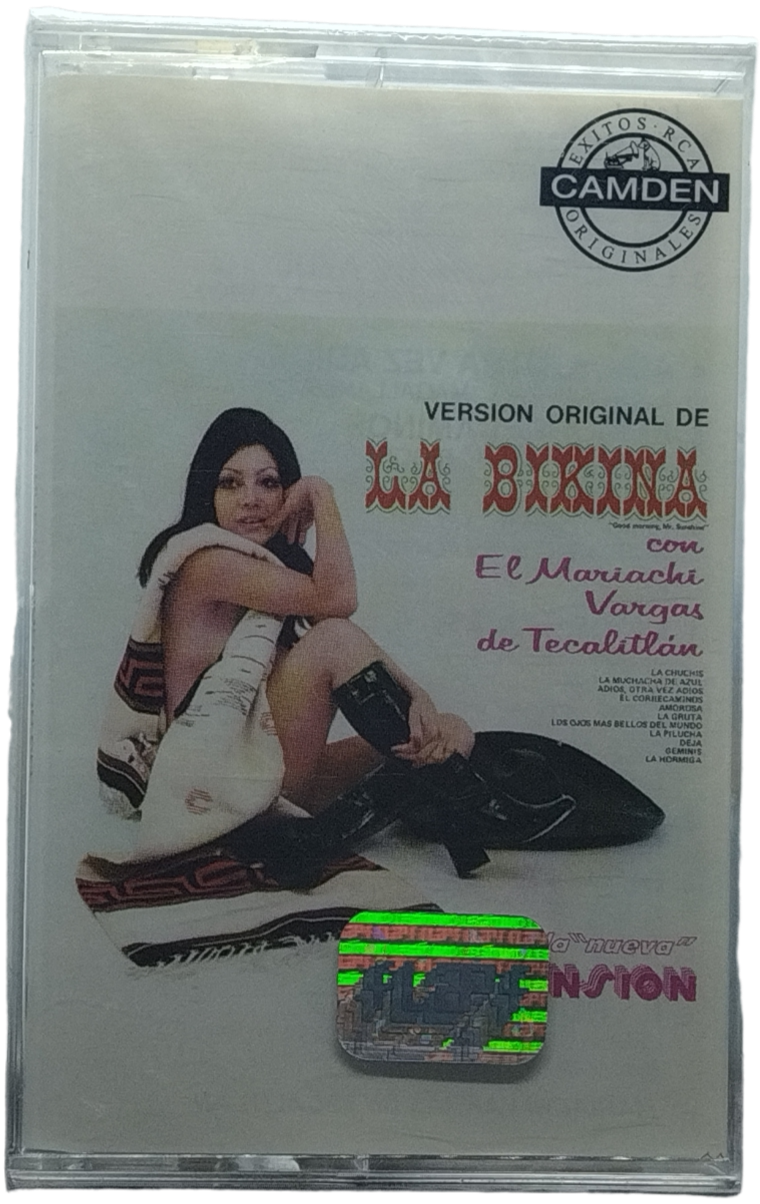 EXITOS · RCA
CAMDEN
ORIGINALES
VERSION ORIGINAL DE
LA BIKINA
"Good morning, Mr. Sunshine"
con
El Mariachi
Vargas
de Tecalitlán
LA CHUCHIS
LA MUCHACHA DE AZUL
ADIOS, OTRA VEZ ADIOS
EL CORRECAMINOS
AMOROSA
LA GRUTA
LOS OJOS MAS BELLOS DEL MUNDO
LA PILUCHA
DEJA
GEMINIS
LA HORMIGA
la "nueva"
NSION